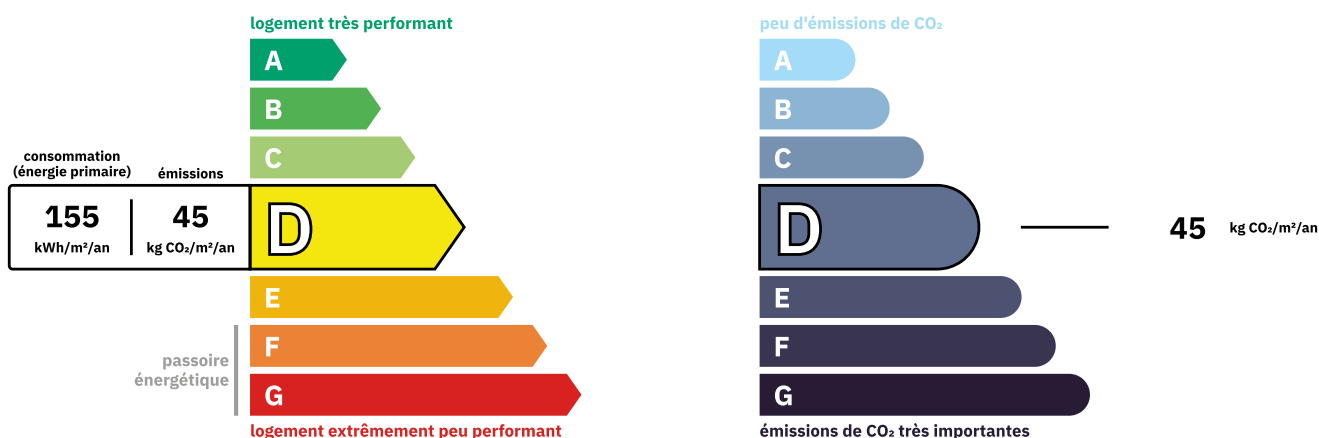 logement très performant
A
B
C
consommation
(énergie primaire)
émissions
155
kWh/m²/an
45
kg CO₂/m²/an
D
E
F
G
passoire
énergétique
logement extrêmement peu performant
peu d'émissions de CO₂
A
B
C
D
45 kg CO₂/m²/an
E
F
G
émissions de CO₂ très importantes